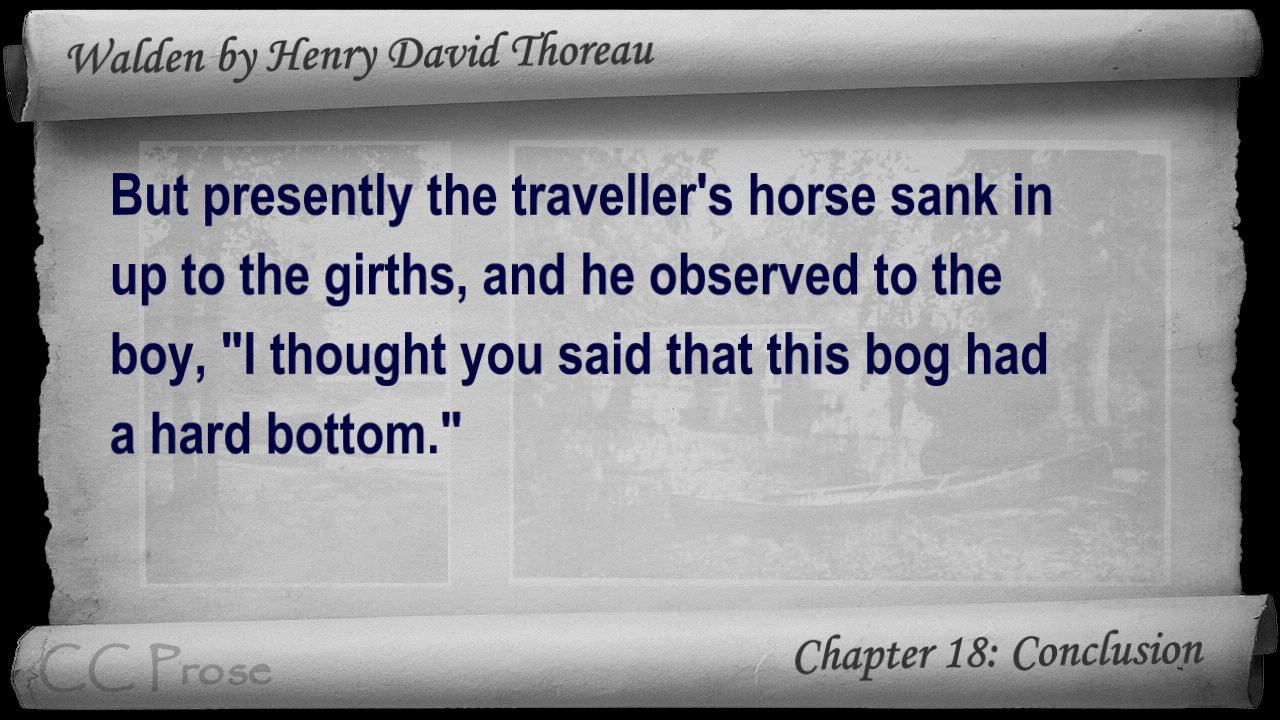 Walden by Henry David Thoreau
But presently the traveller's horse sank in
up to the girths, and he observed to the
boy, "I thought you said that this bog had
a hard bottom."
CC Prose
Chapter 18: Conclusion